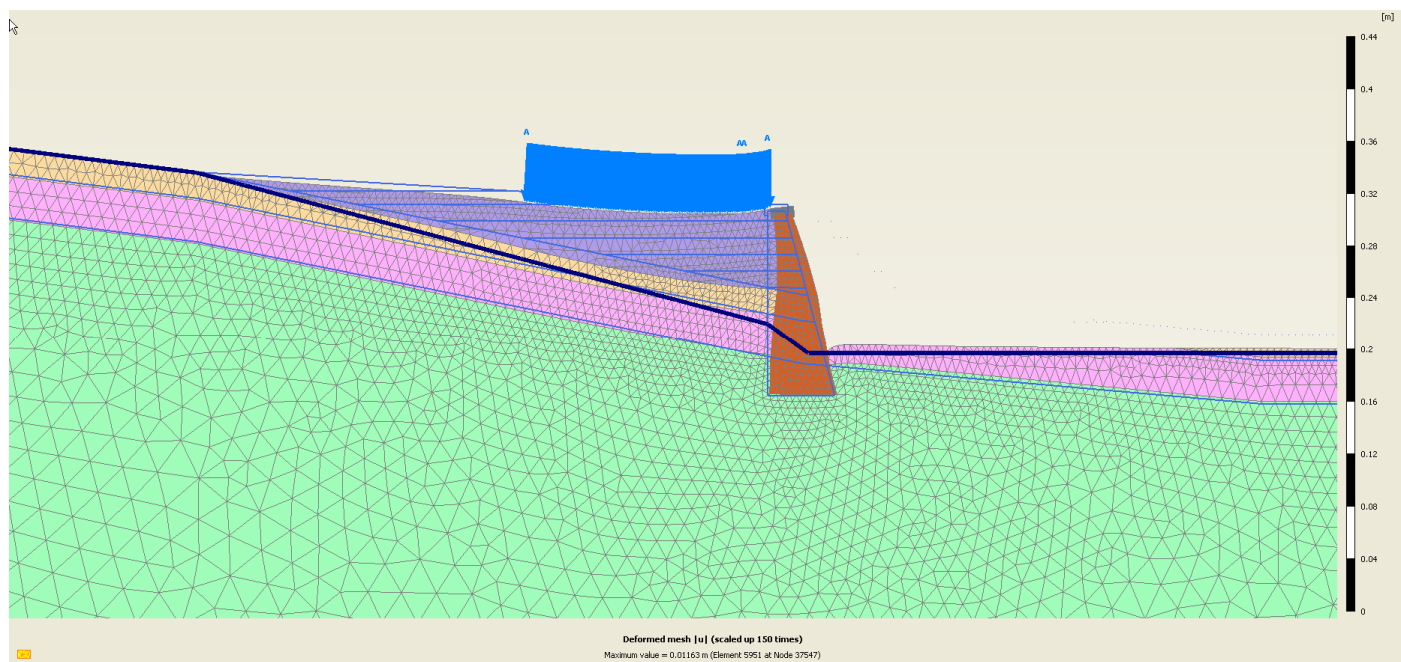 [m]
0.44
0.4
A
AA
A
0.36
0.32
0.28
0.24
0.2
0.16
0.12
0.08
0.04
0
Deformed mesh |u| (scaled up 150 times)
Maximum value = 0.01163 m (Element 5951 at Node 37547)